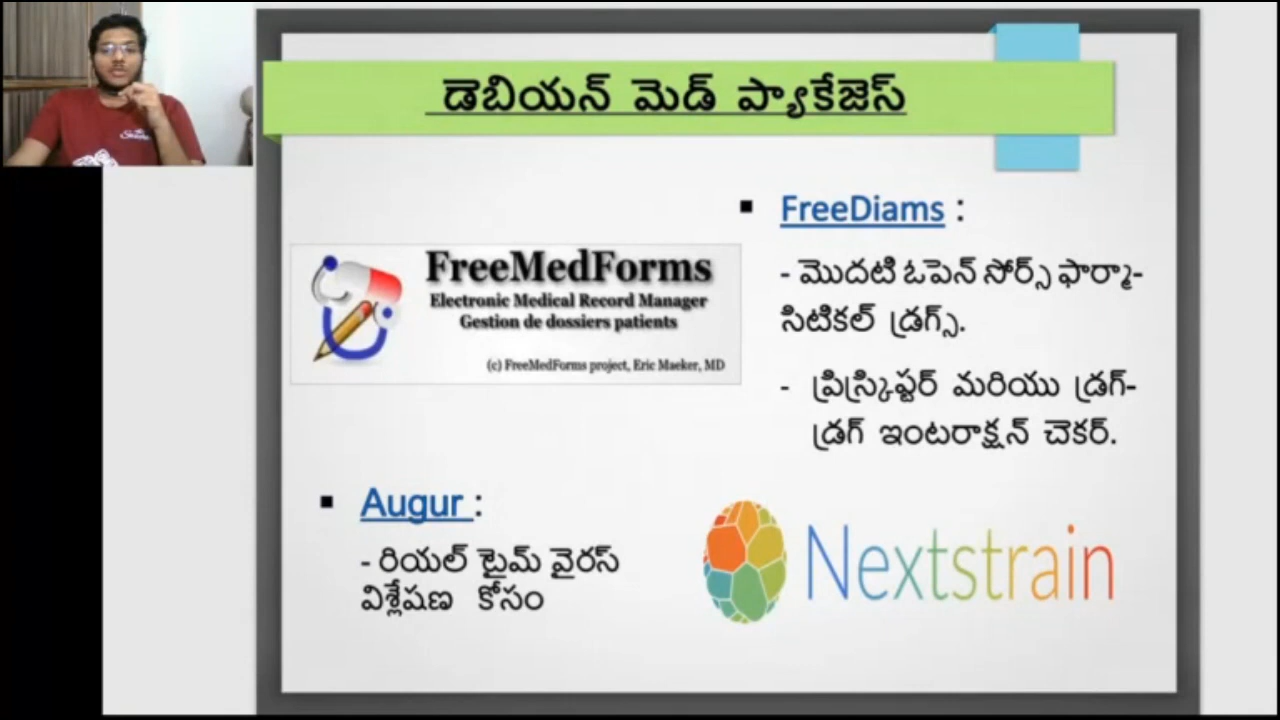 డెబియన్ మెడ్ ప్యాకేజెస్
FreeDiams :
- మొదటి ఓపెన్ సోర్స్ ఫార్మా-
సిటికల్ డ్రగ్స్.
- ప్రిస్క్రిప్టర్ మరియు డ్రగ్-
డ్రగ్ ఇంటరాక్షన్ చెకర్.
FreeMedForms
Electronic Medical Record Manager
Gestion de dossiers patients
(c) FreeMedForms project, Eric Maeker, MD
Augur :
- రియల్ టైమ్ వైరస్
విశ్లేషణ కోసం
Nextstrain